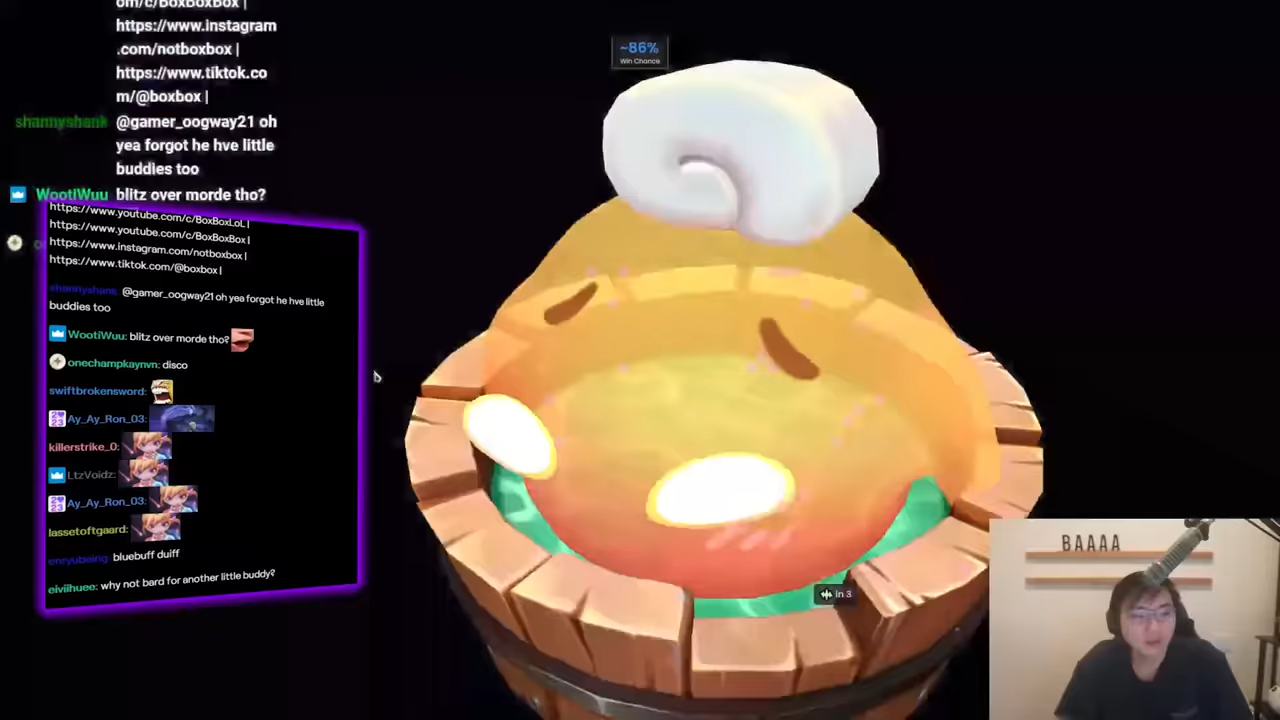 om/c/BoxBoxBox |
https://www.instagram
.com/notboxbox |
https://www.tiktok.co
m/@boxbox |
shannyshank @gamer_oogway21 oh
yea forgot he hve little
buddies too
WootiWuu blitz over morde tho?
https://www.youtube.com/c/BoxBoxLoL |
https://www.youtube.com/c/BoxBoxBox |
https://www.instagram.com/notboxbox |
https://www.tiktok.com/@boxbox |
shannyshank @gamer_oogway21 oh yea forgot he hve little
buddies too
WootiWuu: blitz over morde tho?
onechampkaynvn: disco
swiftbrokensword:
Ay_Ay_Ron_03:
killerstrike_0:
LtzVoidz:
Ay_Ay_Ron_03:
lassetoftgaard:
bluebuff duiff
eivilhuee: why not bard for another little buddy?
~86%
Win Chance
in 3
BAAAA